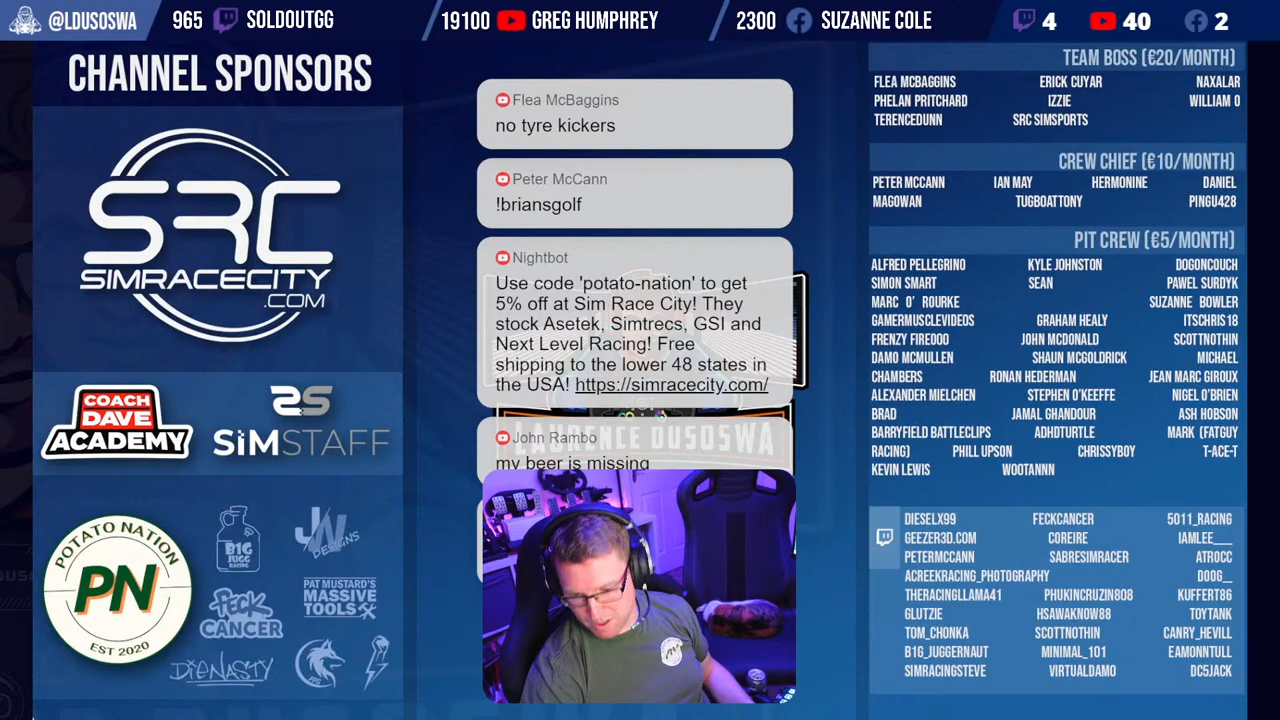 @LDUSOSWA
965 SOLDOUTGG
19100 GREG HUMPHREY
2300 SUZANNE COLE
4
40
2
CHANNEL SPONSORS
SRC
SIMRACECITY
.COM
COACH
DAVE
ACADEMY
SIMSTAFF
POTATO NATION
PN
EST 2020
B1G
JUGG
RACING
JW
DESIGNS
FECK
CANCER
PAT MUSTARD'S
MASSIVE
TOOLS
DIENASTY
Flea McBaggins
no tyre kickers
Peter McCann
!briansgolf
Nightbot
Use code 'potato-nation' to get
5% off at Sim Race City! They
stock Asetek, Simtrecs, GSI and
Next Level Racing! Free
shipping to the lower 48 states in
the USA! https://simracecity.com/
John Rambo
my beer is missing
LAURENCE DUSOSWA
TEAM BOSS (€20/MONTH)
FLEA MCBAGGINS ERICK CUYAR NAXALAR
PHELAN PRITCHARD IZZIE WILLIAM O
TERENCEDUNN SRC SIMSPORTS
CREW CHIEF (€10/MONTH)
PETER MCCANN IAN MAY HERMONINE DANIEL
MAGOWAN TUGBOATTONY PINGU428
PIT CREW (€5/MONTH)
ALFRED PELLEGRINO KYLE JOHNSTON DOGONCOUCH
SIMON SMART SEAN PAWEL SURDYK
MARC O' ROURKE SUZANNE BOWLER
GAMERMUSCLEVIDEOS GRAHAM HEALY ITSCHRIS18
FRENZY FIREOOO JOHN MCDONALD SCOTTNOTHIN
DAMO MCMULLEN SHAUN MCGOLDRICK MICHAEL
CHAMBERS RONAN HEDERMAN JEAN MARC GIROUX
ALEXANDER MIELCHEN STEPHEN O'KEEFFE NIGEL O'BRIEN
BRAD JAMAL GHANDOUR ASH HOBSON
BARRYFIELD BATTLECLIPS ADHDTURTLE MARK (FATGUY
RACING) PHILL UPSON CHRISSYBOY T-ACE-T
KEVIN LEWIS WOOTANNN
DIESELX99 FECKCANCER 5011_RACING
GEEZER3D.COM COREIRE IAMLEE___
PETERMCCANN SABRESIMRACER ATROCC
ACREEKRACING_PHOTOGRAPHY DOOG__
THERACINGLLAMA41 PHUKINCRUZIN808 KUFFERT86
GLUTZIE HSAWAKNOW88 TOYTANK
TOM_CHONKA SCOTTNOTHIN CANRY_HEVILL
B1G_JUGGERNAUT MINIMAL_101 EAMONNTULL
SIMRACINGSTEVE VIRTUALDAMO DC5JACK